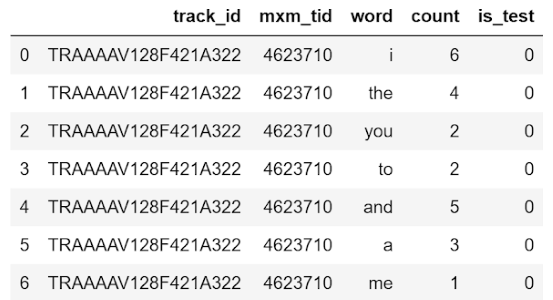 track_id mxm_tid word count is_test
0 TRAAAAV128F421A322 4623710 i 6 0
1 TRAAAAV128F421A322 4623710 the 4 0
2 TRAAAAV128F421A322 4623710 you 2 0
3 TRAAAAV128F421A322 4623710 to 2 0
4 TRAAAAV128F421A322 4623710 and 5 0
5 TRAAAAV128F421A322 4623710 a 3 0
6 TRAAAAV128F421A322 4623710 me 1 0